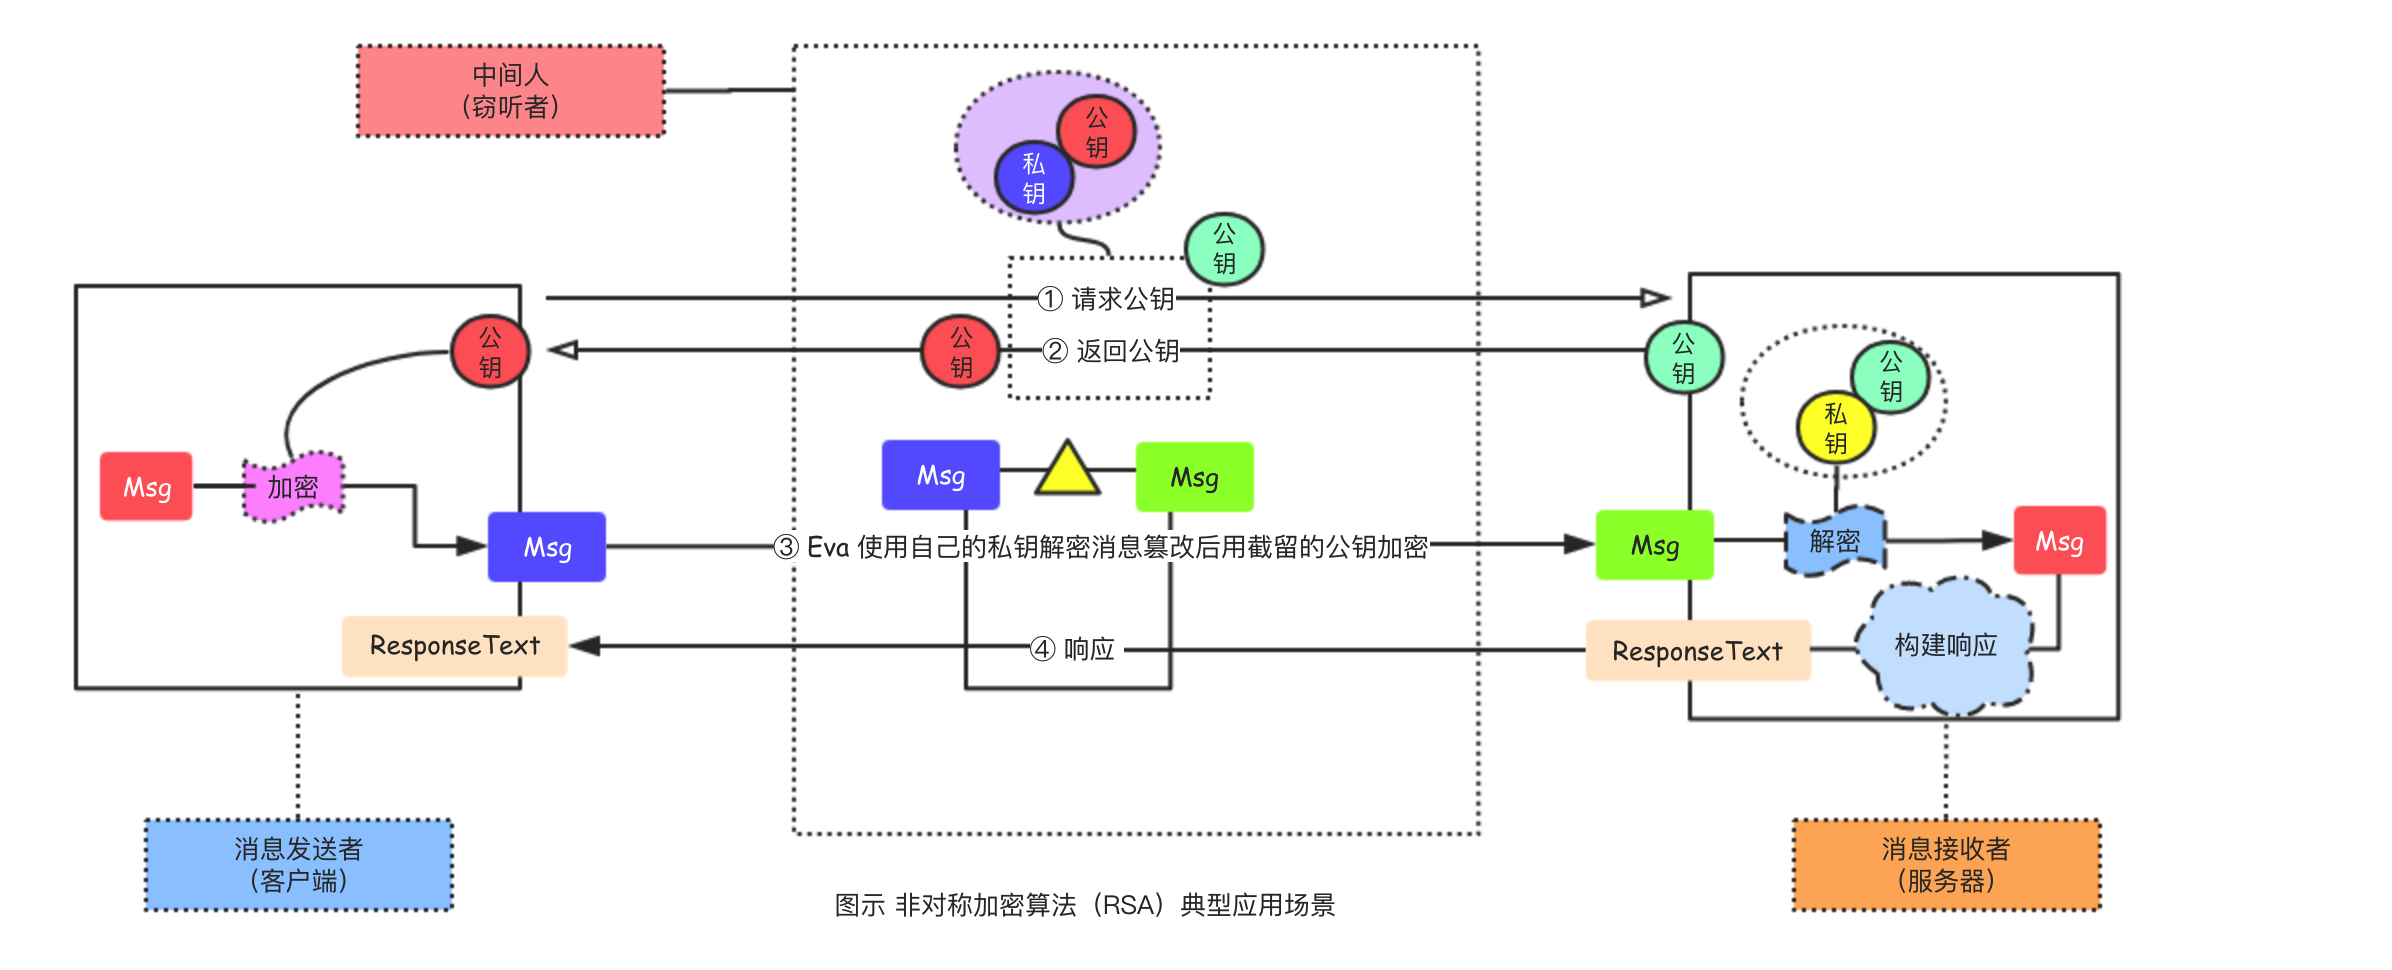 中间人
（窃听者）
公
钥
私
钥
公
钥
① 请求公钥
公
钥
公
钥
② 返回公钥
公
钥
公
钥
私
钥
Msg
加密
Msg
Msg
Msg
③ Eva 使用自己的私钥解密消息篡改后用截留的公钥加密
Msg
解密
Msg
ResponseText
④ 响应
ResponseText
构建响应
消息发送者
（客户端）
消息接收者
（服务器）
图示 非对称加密算法（RSA）典型应用场景